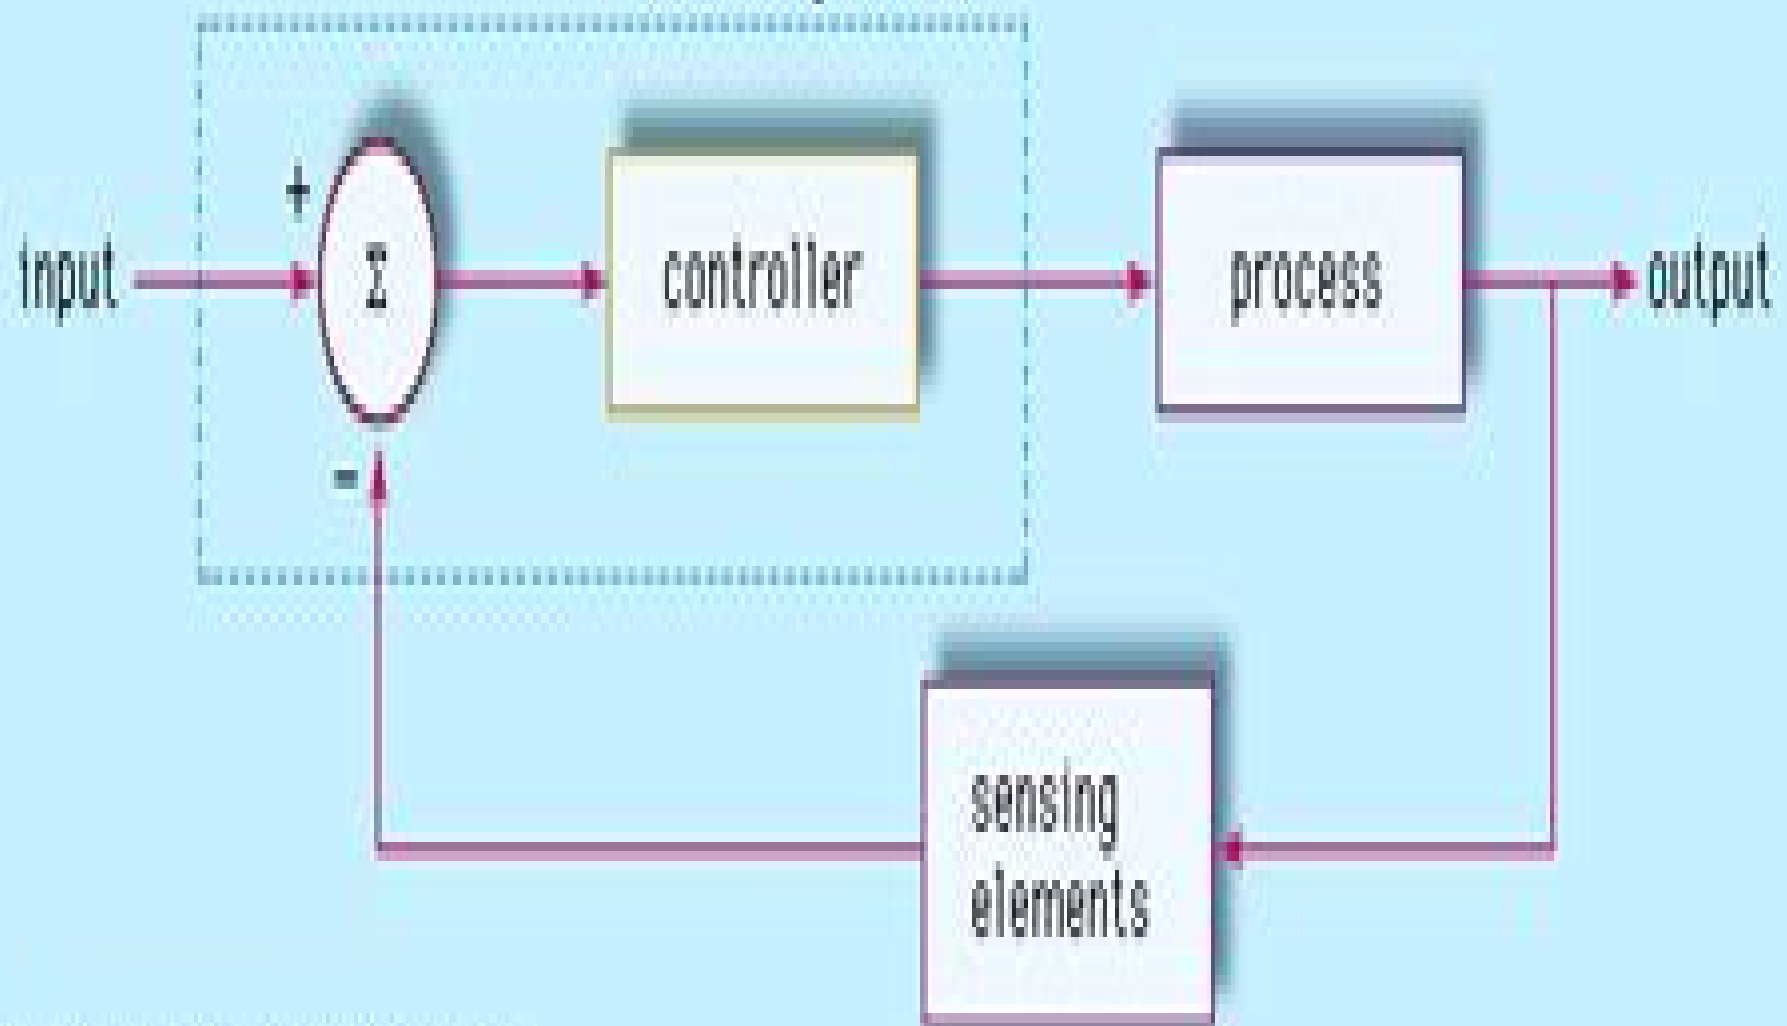 +
input
Σ
controller
process
output
-
sensing
elements